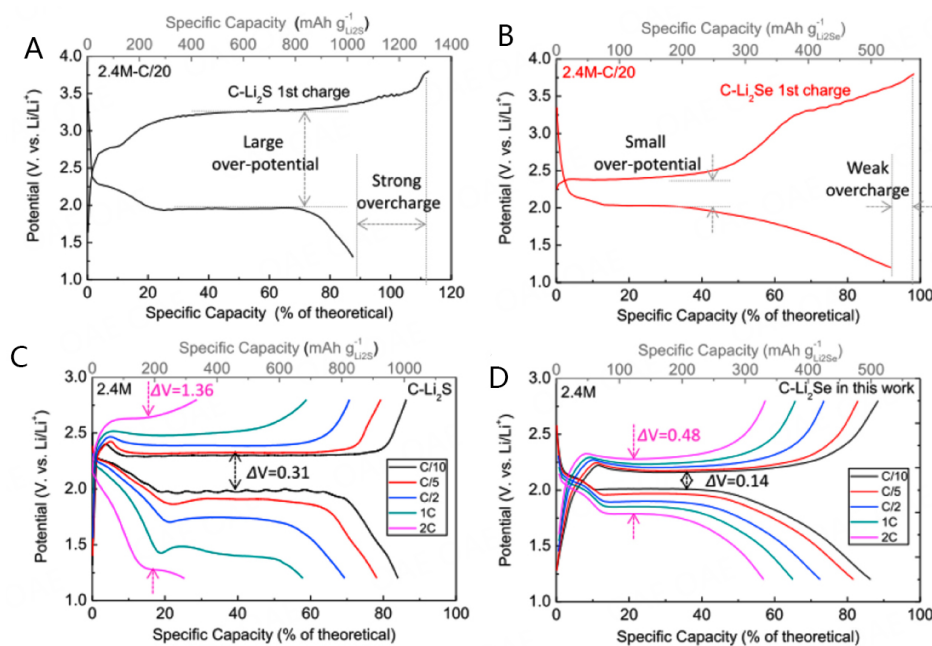 A
Specific Capacity (mAh g⁻¹Li2S)
0 200 400 600 800 1000 1200 1400
2.4M-C/20
C-Li₂S 1st charge
Large
over-potential
Strong
overcharge
4.0
3.5
3.0
2.5
2.0
1.5
1.0
Potential (V. vs. Li/Li⁺)
0 20 40 60 80 100 120
Specific Capacity (% of theoretical)
B
Specific Capacity (mAh g⁻¹Li2Se)
0 100 200 300 400 500
2.4M-C/20
C-Li₂Se 1st charge
Small
over-potential
Weak
overcharge
4.0
3.5
3.0
2.5
2.0
1.5
1.0
Potential (V. vs. Li/Li⁺)
0 20 40 60 80 100
Specific Capacity (% of theoretical)
C
Specific Capacity (mAh g⁻¹Li2S)
0 200 400 600 800 1000
2.4M
ΔV=1.36
C-Li₂S
ΔV=0.31
C/10
C/5
C/2
1C
2C
3.0
2.5
2.0
1.5
1.0
Potential (V. vs. Li/Li⁺)
0 20 40 60 80 100
Specific Capacity (% of theoretical)
D
Specific Capacity (mAh g⁻¹Li2Se)
0 100 200 300 400 500
2.4M
C-Li₂Se in this work
ΔV=0.48
ΔV=0.14
C/10
C/5
C/2
1C
2C
3.0
2.5
2.0
1.5
1.0
Potential (V. vs. Li/Li⁺)
0 20 40 60 80 100
Specific Capacity (% of theoretical)